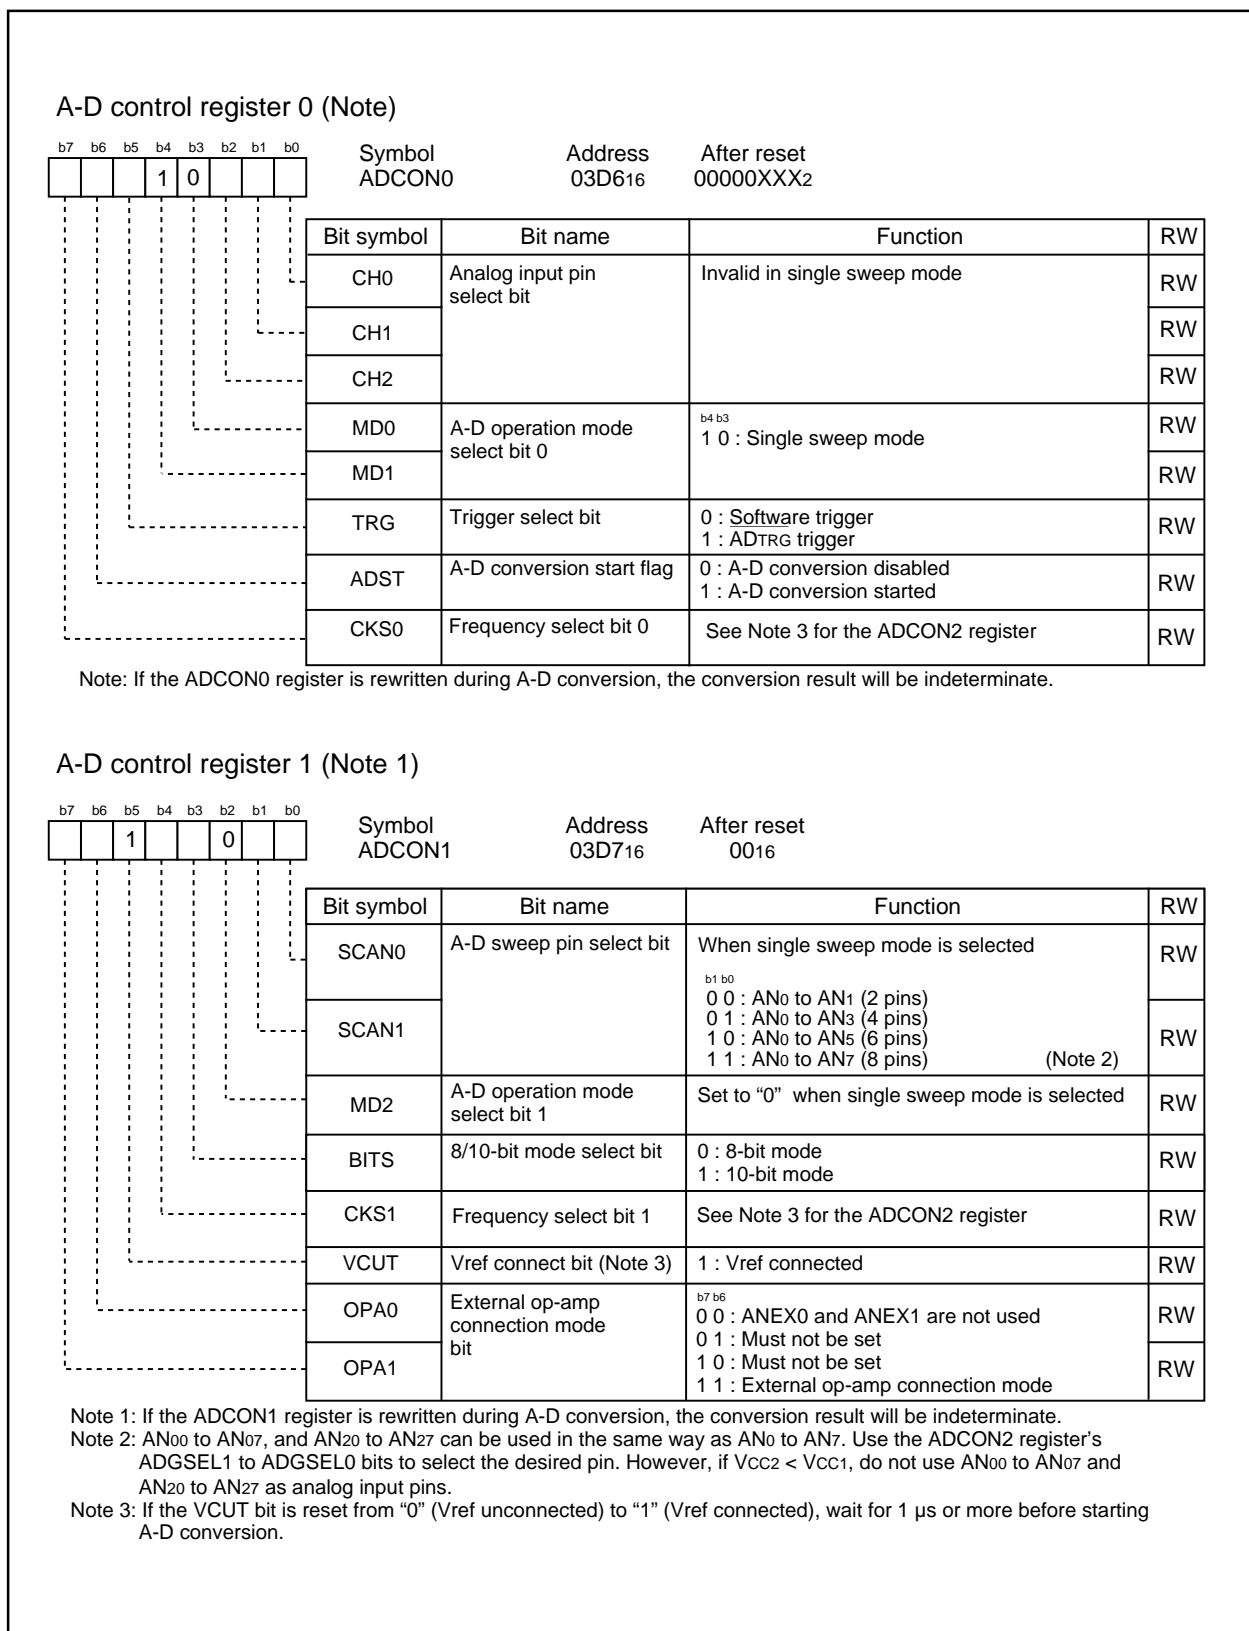 A-D control register 0 (Note)
b7 b6 b5 b4 b3 b2 b1 b0
1 0
Symbol Address After reset
ADCON0 03D616 00000XXX2
Bit symbol Bit name Function RW
CH0 Analog input pin select bit Invalid in single sweep mode RW
CH1 RW
CH2 RW
MD0 A-D operation mode select bit 0 b4 b3 RW
1 0 : Single sweep mode
MD1 RW
TRG Trigger select bit 0 : Software trigger RW
1 : ADTRG trigger
ADST A-D conversion start flag 0 : A-D conversion disabled RW
1 : A-D conversion started
CKS0 Frequency select bit 0 See Note 3 for the ADCON2 register RW
Note: If the ADCON0 register is rewritten during A-D conversion, the conversion result will be indeterminate.
A-D control register 1 (Note 1)
b7 b6 b5 b4 b3 b2 b1 b0
1 0
Symbol Address After reset
ADCON1 03D716 0016
Bit symbol Bit name Function RW
SCAN0 A-D sweep pin select bit When single sweep mode is selected RW
b1 b0
0 0 : AN0 to AN1 (2 pins)
0 1 : AN0 to AN3 (4 pins)
SCAN1 1 0 : AN0 to AN5 (6 pins) RW
1 1 : AN0 to AN7 (8 pins) (Note 2)
MD2 A-D operation mode select bit 1 Set to “0” when single sweep mode is selected RW
BITS 8/10-bit mode select bit 0 : 8-bit mode RW
1 : 10-bit mode
CKS1 Frequency select bit 1 See Note 3 for the ADCON2 register RW
VCUT Vref connect bit (Note 3) 1 : Vref connected RW
OPA0 External op-amp connection mode bit b7 b6 RW
0 0 : ANEX0 and ANEX1 are not used
0 1 : Must not be set
OPA1 1 0 : Must not be set RW
1 1 : External op-amp connection mode
Note 1: If the ADCON1 register is rewritten during A-D conversion, the conversion result will be indeterminate.
Note 2: AN00 to AN07, and AN20 to AN27 can be used in the same way as AN0 to AN7. Use the ADCON2 register’s
ADGSEL1 to ADGSEL0 bits to select the desired pin. However, if VCC2 < VCC1, do not use AN00 to AN07 and
AN20 to AN27 as analog input pins.
Note 3: If the VCUT bit is reset from “0” (Vref unconnected) to “1” (Vref connected), wait for 1 µs or more before starting
A-D conversion.